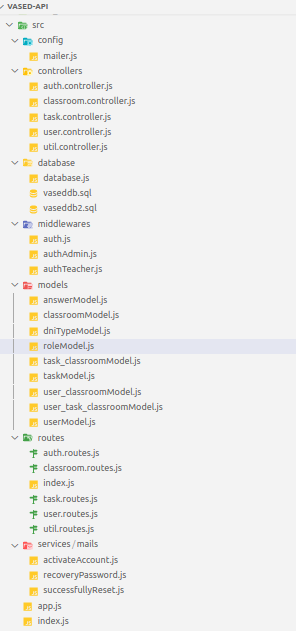 VASED-API
src
config
mailer.js
controllers
auth.controller.js
classroom.controller.js
task.controller.js
user.controller.js
util.controller.js
database
database.js
vaseddb.sql
vaseddb2.sql
middlewares
auth.js
authAdmin.js
authTeacher.js
models
answerModel.js
classroomModel.js
dniTypeModel.js
roleModel.js
task_classroomModel.js
taskModel.js
user_classroomModel.js
user_task_classroomModel.js
userModel.js
routes
auth.routes.js
classroom.routes.js
index.js
task.routes.js
user.routes.js
util.routes.js
services/mails
activateAccount.js
recoveryPassword.js
successfullyReset.js
app.js
index.js